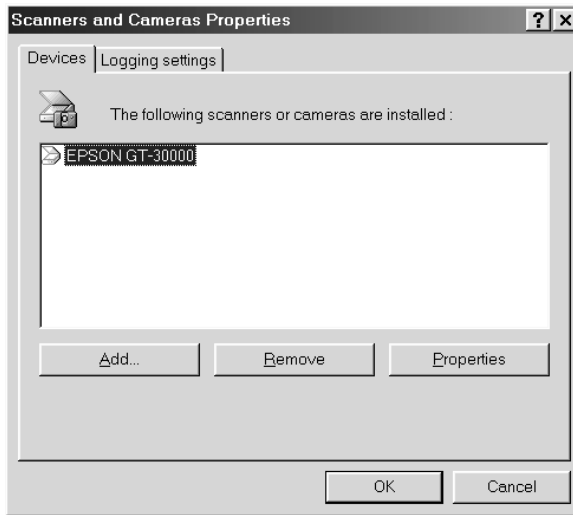 Scanners and Cameras Properties
Devices
Logging settings
The following scanners or cameras are installed :
EPSON GT-30000
Add...
Remove
Properties
OK
Cancel